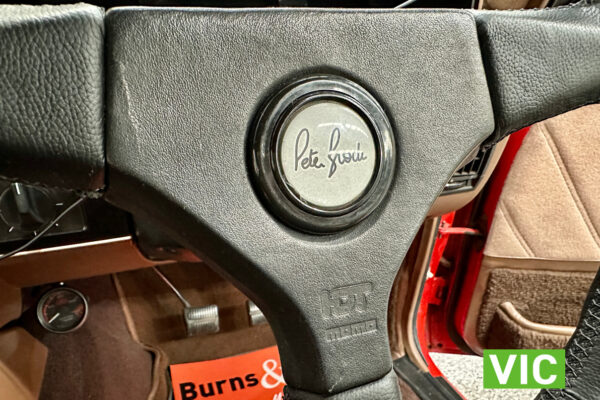 Peter Brock
HDT
momo
Burns&
VIC